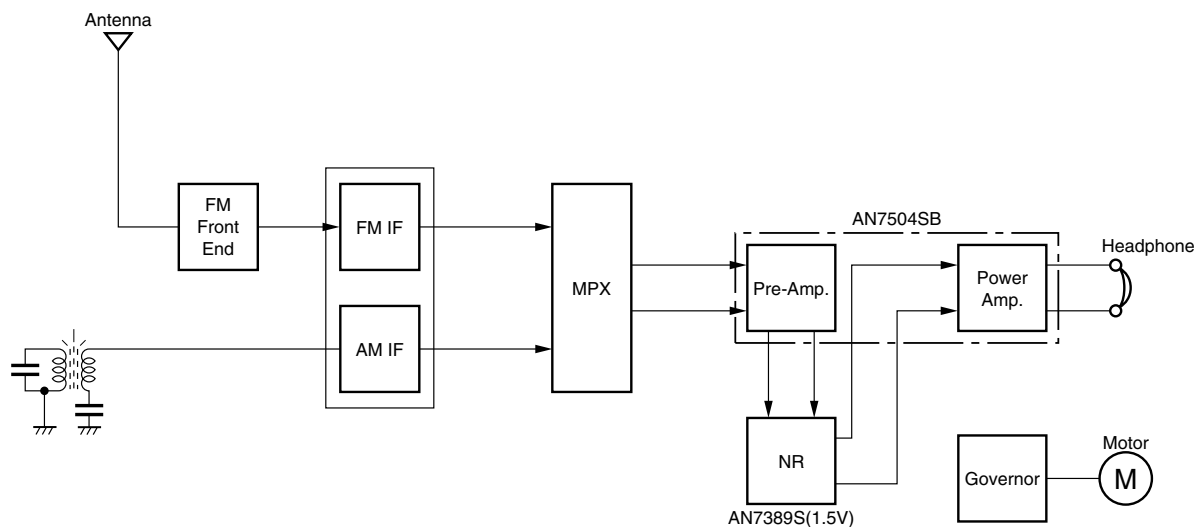 Antenna
FM
Front
End
FM IF
AM IF
MPX
AN7504SB
Pre-Amp.
Power
Amp.
Headphone
NR
AN7389S(1.5V)
Governor
Motor
M